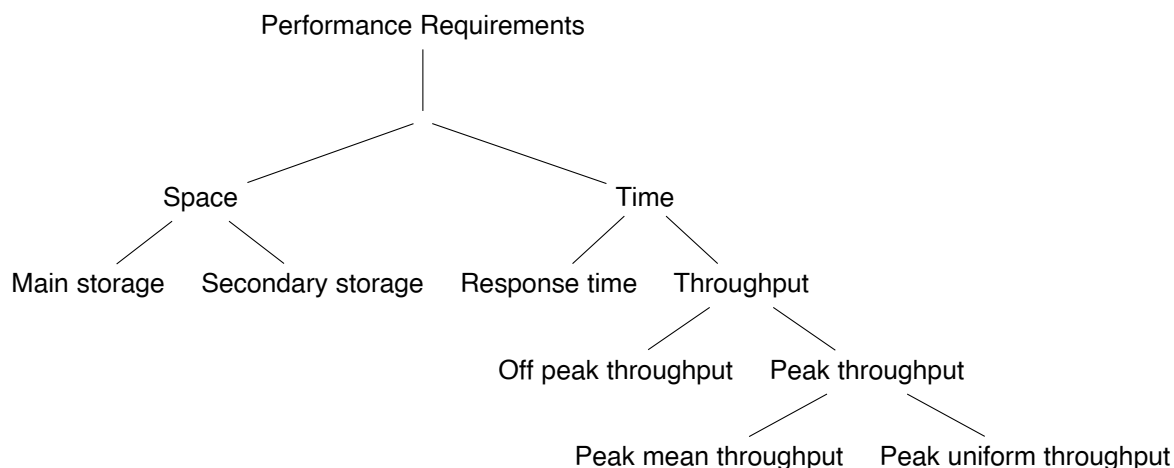 Performance Requirements
Space
Time
Main storage
Secondary storage
Response time
Throughput
Off peak throughput
Peak throughput
Peak mean throughput
Peak uniform throughput